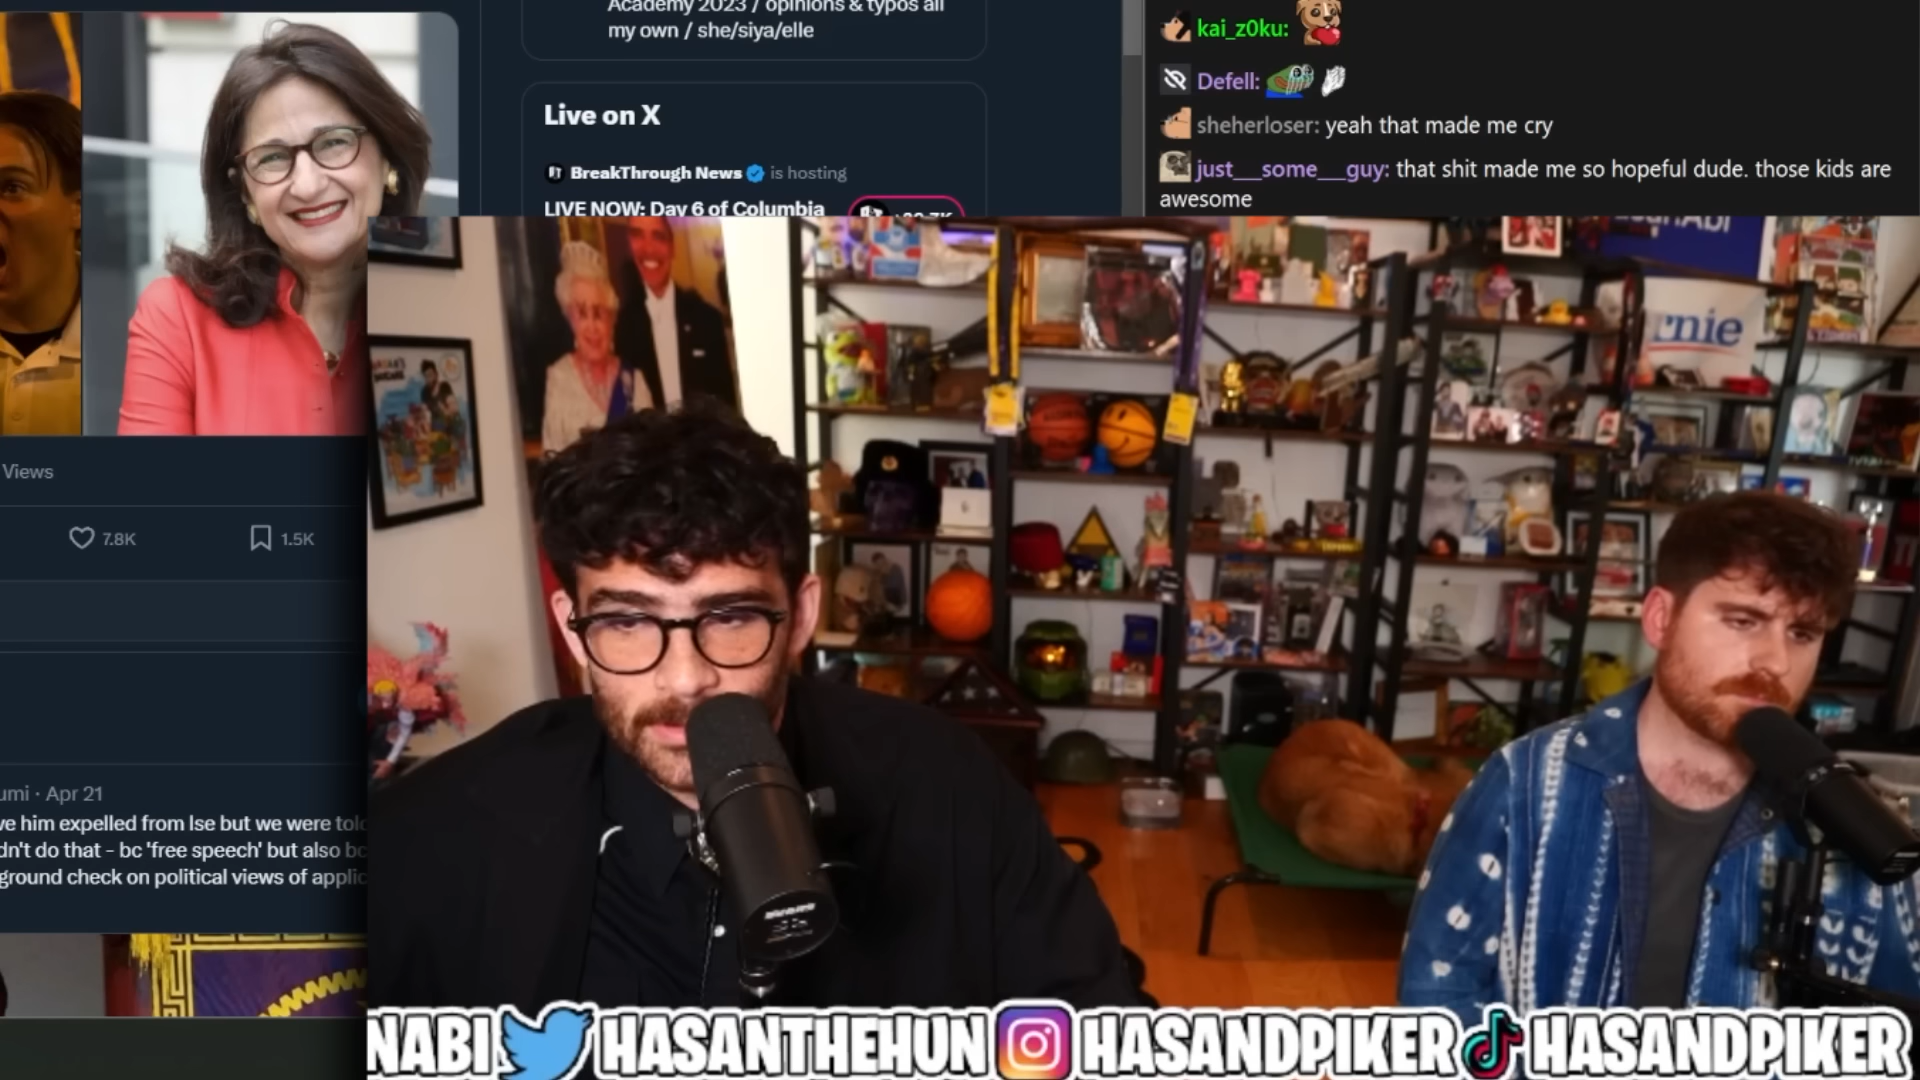 Academy 2023 / opinions & typos all
my own / she/siya/elle
Live on X
BreakThrough News is hosting
LIVE NOW: Day 6 of Columbia
Views
7.8K
1.5K
umi · Apr 21
ve him expelled from lse but we were told
dn't do that - bc 'free speech' but also bc
ground check on political views of applic
kai_z0ku:
Defell:
sheherloser: yeah that made me cry
just__some__guy: that shit made me so hopeful dude. those kids are
awesome
rnie
NABI HASANTHEHUN HASANDPIKER HASANDPIKER